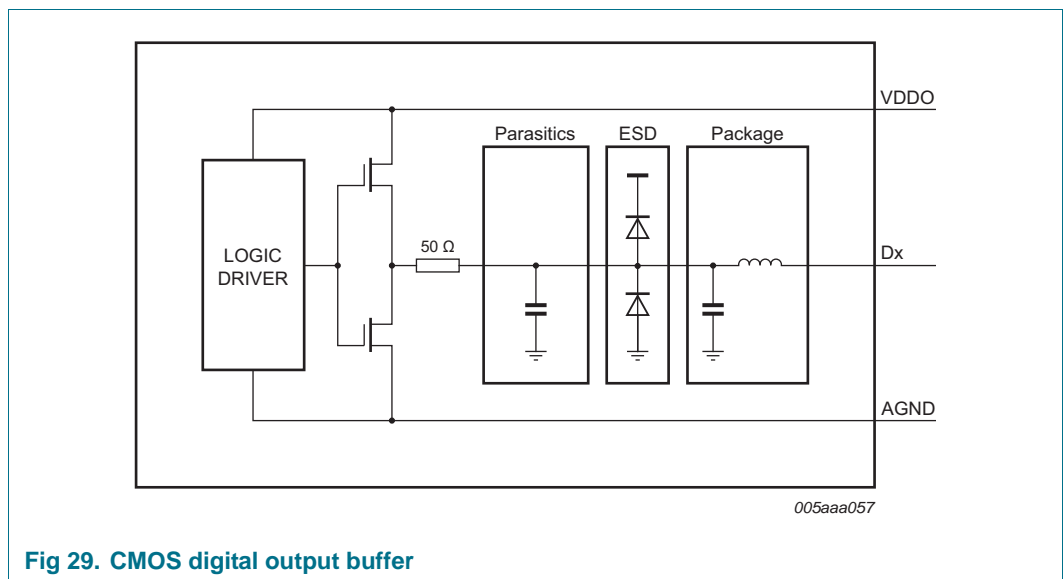 VDDO
Parasitics
ESD
Package
LOGIC
DRIVER
50 Ω
Dx
AGND
005aaa057
Fig 29. CMOS digital output buffer